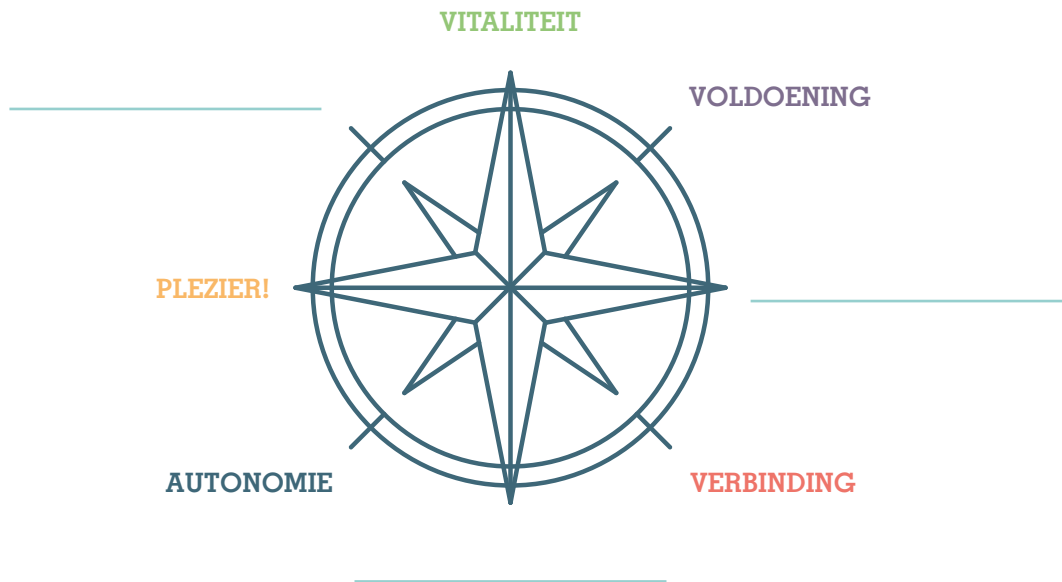 VITALITEIT
VOLDOENING
PLEZIER!
AUTONOMIE
VERBINDING